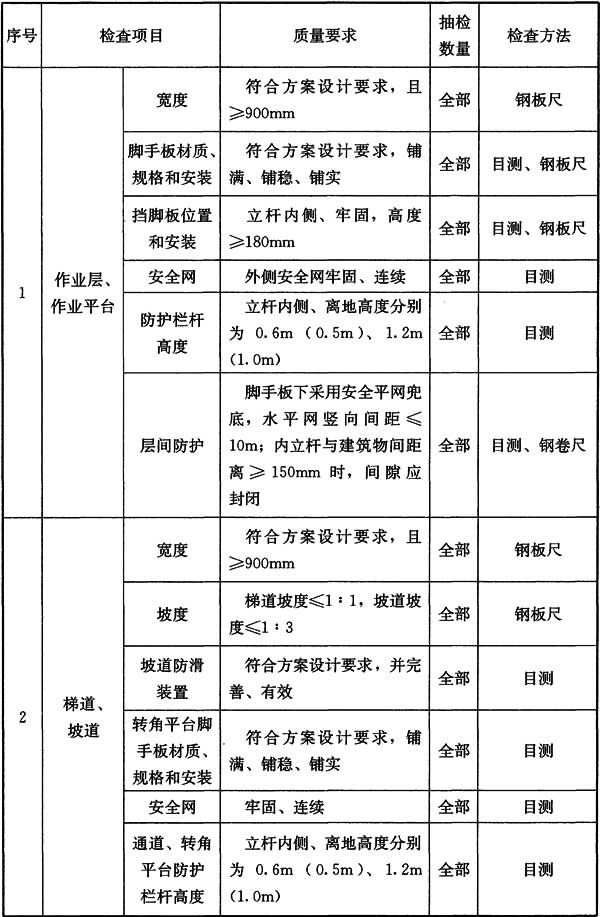 序号 检查项目 质量要求 抽检数量 检查方法
1 作业层、作业平台
宽度 符合方案设计要求，且≥900mm 全部 钢板尺
脚手板材质、规格和安装 符合方案设计要求，铺满、铺稳、铺实 全部 目测、钢板尺
挡脚板位置和安装 立杆内侧、牢固，高度≥180mm 全部 目测、钢板尺
安全网 外侧安全网牢固、连续 全部 目测
防护栏杆高度 立杆内侧、离地高度分别为 0.6m（0.5m）、1.2m（1.0m） 全部 目测
层间防护 脚手板下采用安全平网兜底，水平网竖向间距≤10m；内立杆与建筑物间距离≥150mm 时，间隙应封闭 全部 目测、钢卷尺
2 梯道、坡道
宽度 符合方案设计要求，且≥900mm 全部 钢板尺
坡度 梯道坡度≤1∶1，坡道坡度≤1∶3 全部 钢板尺
坡道防滑装置 符合方案设计要求，并完善、有效 全部 目测
转角平台脚手板材质、规格和安装 符合方案设计要求，铺满、铺稳、铺实 全部 目测
安全网 牢固、连续 全部 目测
通道、转角平台防护栏杆高度 立杆内侧、离地高度分别为 0.6m（0.5m）、1.2m（1.0m） 全部 目测